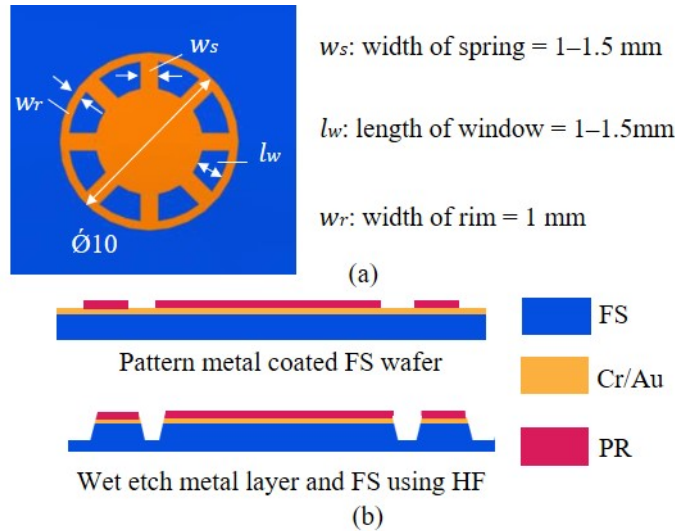 wₛ
wᵣ
l𝓌
Ǿ10
wₛ: width of spring = 1–1.5 mm
l𝓌: length of window = 1–1.5mm
wᵣ: width of rim = 1 mm
(a)
Pattern metal coated FS wafer
Wet etch metal layer and FS using HF
(b)
FS
Cr/Au
PR